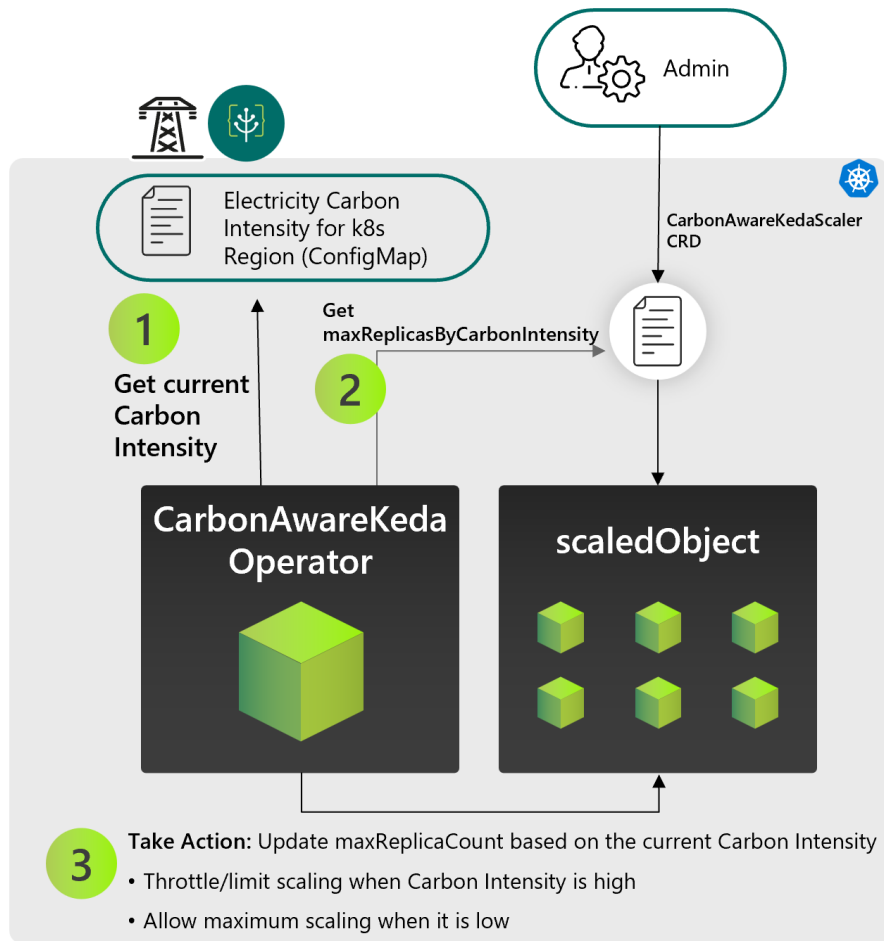 Admin
Electricity Carbon
Intensity for k8s
Region (ConfigMap)
CarbonAwareKedaScaler
CRD
1
Get current
Carbon
Intensity
Get
maxReplicasByCarbonIntensity
2
CarbonAwareKeda
Operator
scaledObject
3
Take Action: Update maxReplicaCount based on the current Carbon Intensity
• Throttle/limit scaling when Carbon Intensity is high
• Allow maximum scaling when it is low